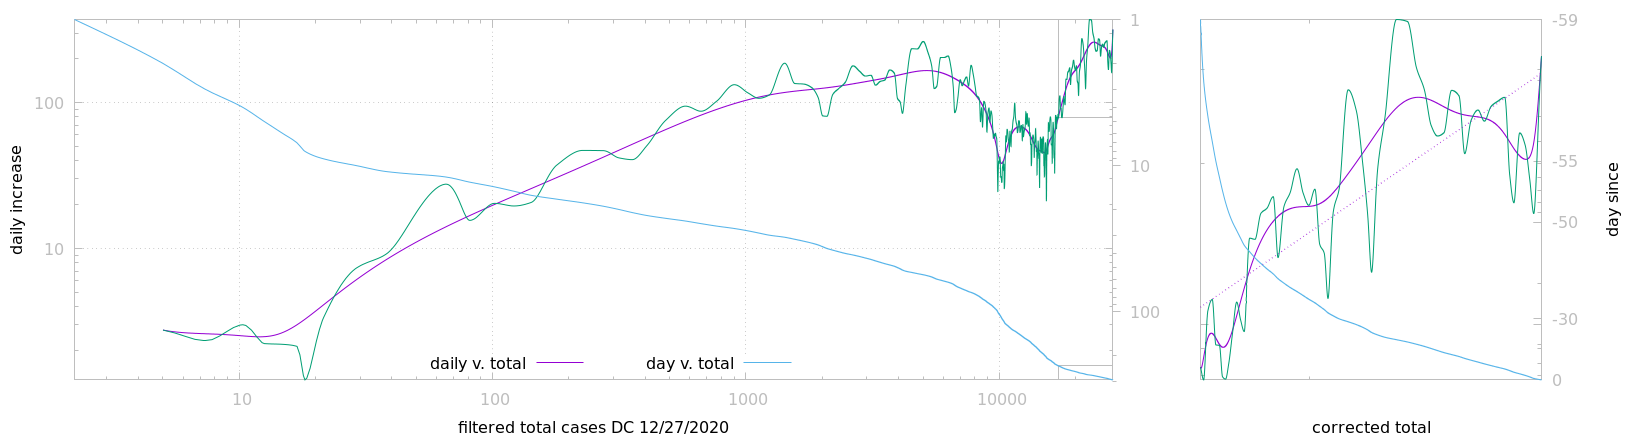 daily increase
100
10
daily v. total
day v. total
1
10
100
10
100
1000
10000
filtered total cases DC 12/27/2020
-59
-55
-50
-30
0
day since
corrected total